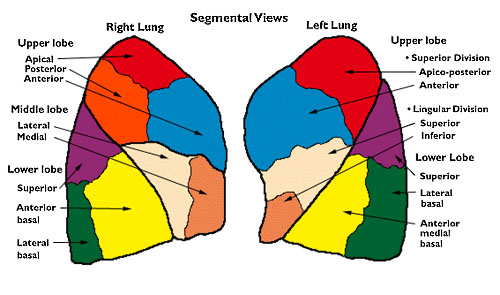 Segmental Views
Right Lung
Left Lung
Upper lobe
Apical
Posterior
Anterior
Middle lobe
Lateral
Medial
Lower lobe
Superior
Anterior
basal
Lateral
basal
Upper lobe
• Superior Division
Apico-posterior
Anterior
• Lingular Division
Superior
Inferior
Lower Lobe
Superior
Lateral
basal
Anterior
medial
basal